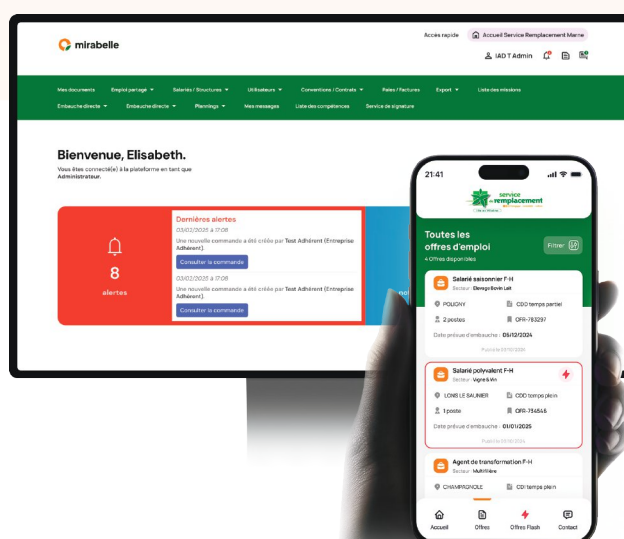 mirabelle
Accès rapide
Accueil Service Remplacement Marne
IAD T Admin
Mes documents
Emploi partagé
Salariés / Structures
Utilisateurs
Conventions / Contrats
Paies / Factures
Export
Liste des missions
Embauche directe
Embauche directe
Plannings
Mes messages
Liste des compétences
Service de signature
Bienvenue, Elisabeth.
Vous êtes connecté(e) à la plateforme en tant que
Administrateur.
8
alertes
Dernières alertes
03/02/2025 à 17:08
Une nouvelle commande a été créée par Test Adhérent (Entreprise
Adhérent).
Consulter la commande
03/02/2025 à 17:08
Une nouvelle commande a été créée par Test Adhérent (Entreprise
Adhérent).
Consulter la commande
21:41
service
de remplacement
Toutes les
offres d'emploi
Filtrer
4 Offres disponibles
Salarié saisonnier F-H
Secteur : Elevage Bovin Lait
POLIGNY
CDD temps partiel
2 postes
OFR-783297
Date prévue d'embauche : 05/12/2024
Salarié polyvalent F-H
Secteur : Vigne & Vin
LONS LE SAUNIER
CDD temps plein
1 poste
OFR-734546
Date prévue d'embauche : 01/01/2025
Agent de transformation F-H
Secteur : Multifilière
CHAMPAGNOLE
CDI temps plein
Accueil
Offres
Offres Flash
Contact